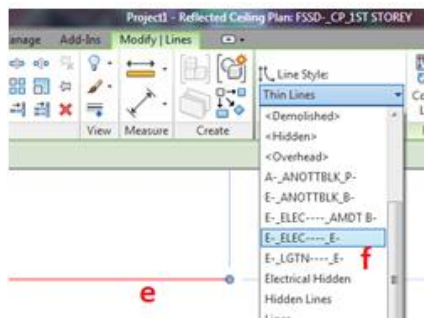 Project1 - Reflected Ceiling Plan: FSSD-_CP_1ST STOREY
anage Add-Ins Modify | Lines
Line Style:
Thin Lines
View Measure Create
<Demolished>
<Hidden>
<Overhead>
A-_ANOTTBLK_P-
E-_ANOTTBLK_B-
E-_ELEC----_AMDT B-
E-_ELEC----_E-
E-_LGTN----_E-
f
Electrical Hidden
e
Hidden Lines
Lines